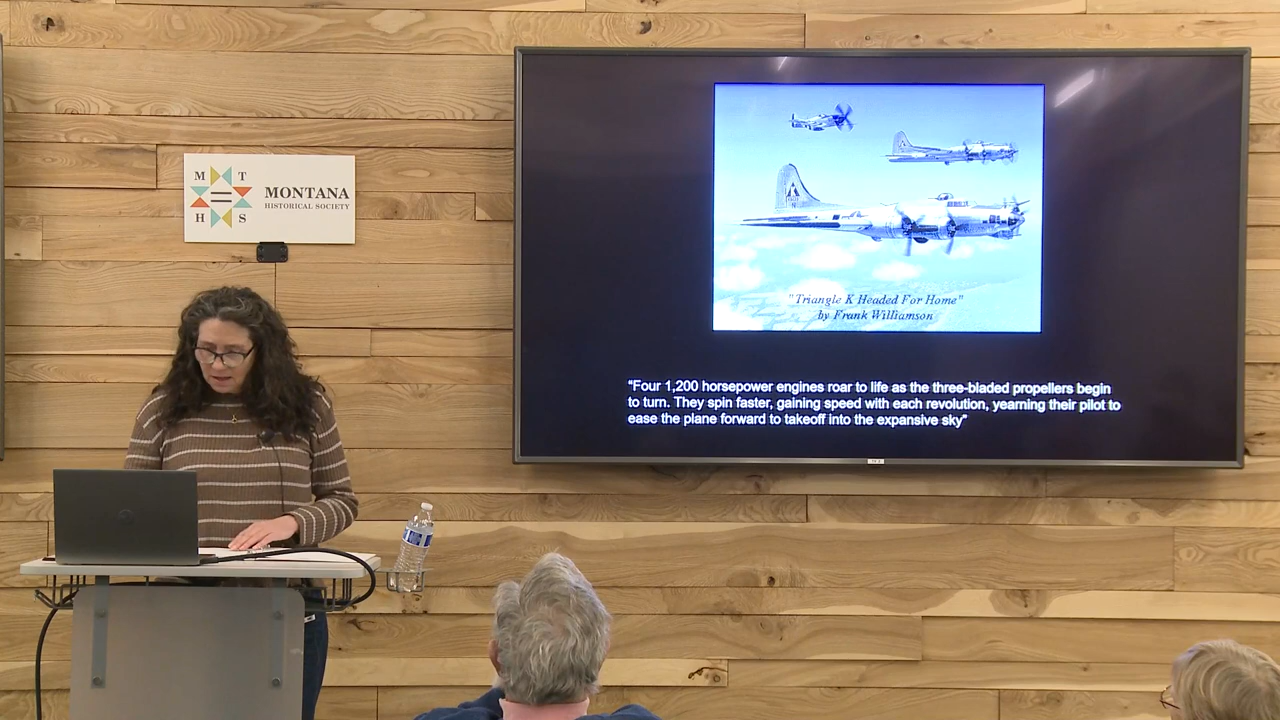 M T
H S
MONTANA
HISTORICAL SOCIETY
"Triangle K Headed For Home"
by Frank Williamson
“Four 1,200 horsepower engines roar to life as the three-bladed propellers begin
to turn. They spin faster, gaining speed with each revolution, yearning their pilot to
ease the plane forward to takeoff into the expansive sky”